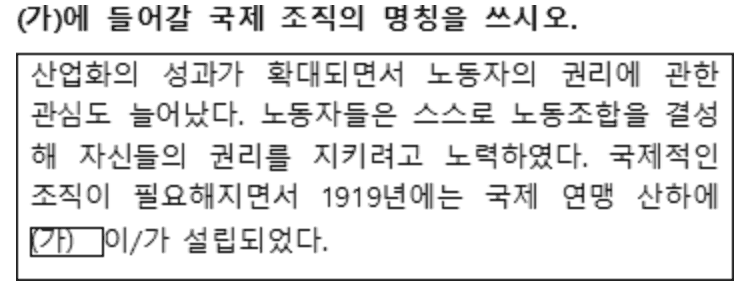 (가)에 들어갈 국제 조직의 명칭을 쓰시오.
산업화의 성과가 확대되면서 노동자의 권리에 관한
관심도 늘어났다. 노동자들은 스스로 노동조합을 결성
해 자신들의 권리를 지키려고 노력하였다. 국제적인
조직이 필요해지면서 1919년에는 국제 연맹 산하에
(가) 이/가 설립되었다.